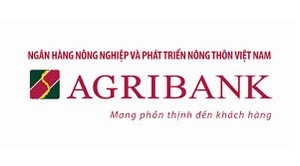 NGÂN HÀNG NÔNG NGHIỆP VÀ PHÁT TRIỂN NÔNG THÔN VIỆT NAM
AGRIBANK
Mang phồn thịnh đến khách hàng